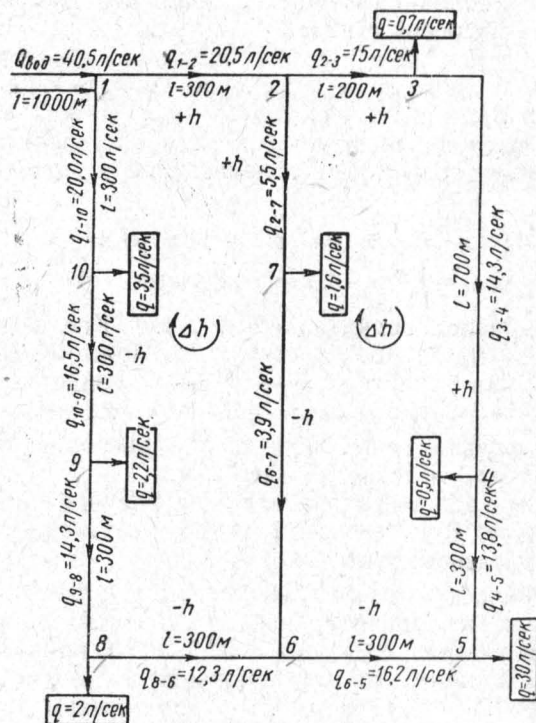 q=0,7л/сек
Qвод=40,5л/сек
q1-2=20,5л/сек
q2-3=15л/сек
l=1000м
1
l=300м
2
l=200м
3
+h
+h
+h
q1-10=20,0л/сек
l=300л/сек
q2-7=5,5л/сек
10
q=3,5л/сек
7
q=1,6л/сек
l=700м
q3-4=14,3л/сек
Δh
Δh
q10-9=16,5л/сек
l=300л/сек
-h
q6-7=3,9л/сек
-h
+h
9
q=2,2л/сек
q=0,5л/сек
4
q9-8=14,3л/сек
l=300м
l=300м
q4-5=13,8л/сек
-h
-h
8
l=300м
6
l=300м
5
q=30л/сек
q8-6=12,3л/сек
q6-5=16,2л/сек
q=2л/сек